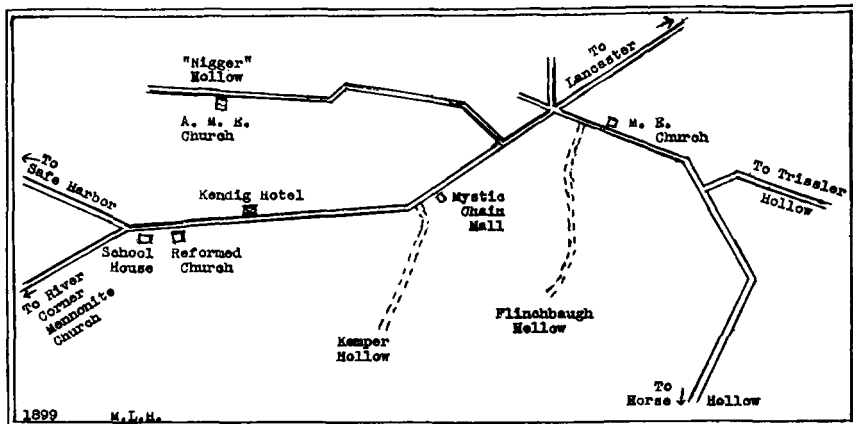 "Nigger"
Hollow
A. M. E.
Church
To
Lancaster
M. E.
Church
To
Safe Harbor
Kendig Hotel
Mystic
Chain
Hall
To Trissler
Hollow
School
House
Reformed
Church
To River
Corner
Mennonite
Church
Kemper
Hollow
Flinchbaugh
Hollow
To
Horse Hollow
1899 M.L.H.